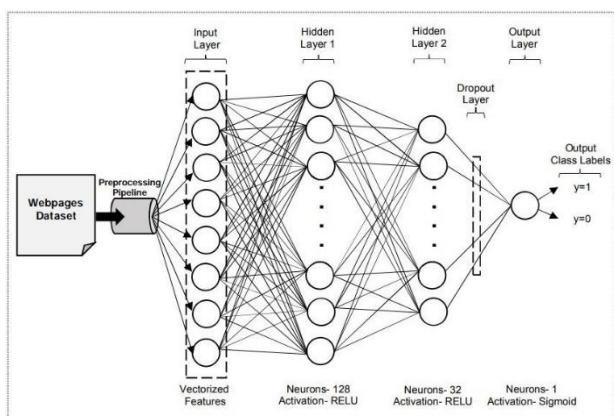 Input
Layer
Hidden
Layer 1
Hidden
Layer 2
Output
Layer
Dropout
Layer
Output
Class Labels
y=1
y=0
Preprocessing
Pipeline
Webpages
Dataset
Vectorized
Features
Neurons- 128
Activation- RELU
Neurons- 32
Activation- RELU
Neurons- 1
Activation- Sigmoid